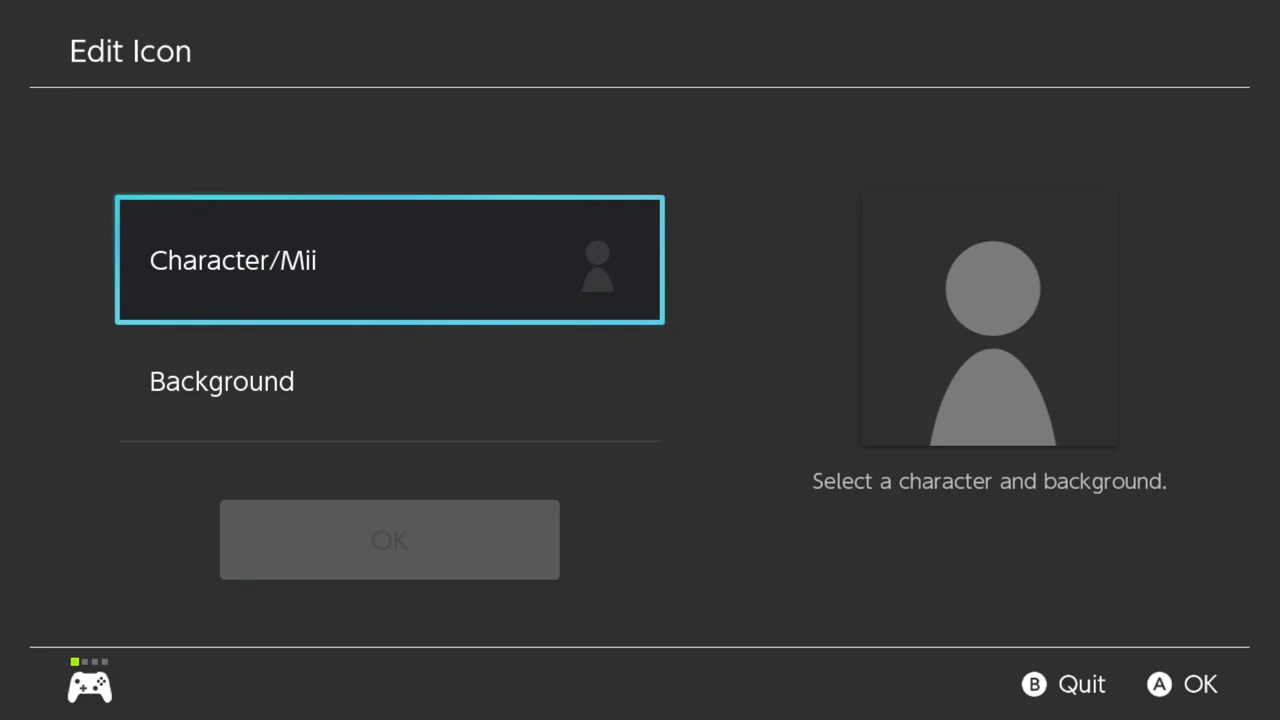 Edit Icon
Character/Mii
Background
OK
Select a character and background.
B Quit A OK